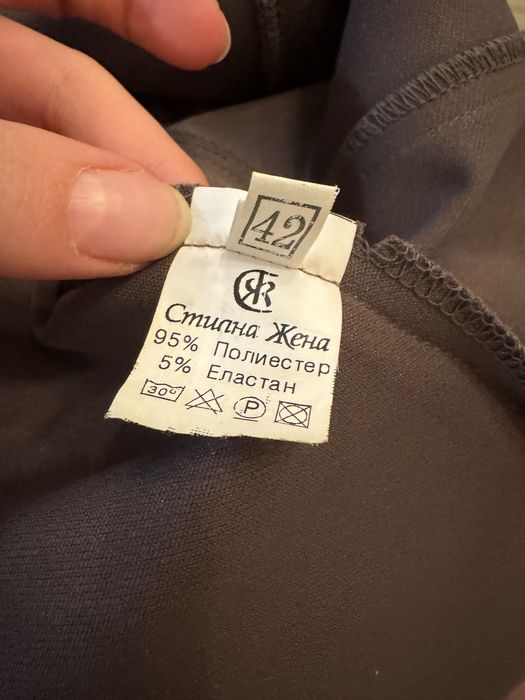 42
Стилна Жена
95% Полиестер
5% Еластан
30° P